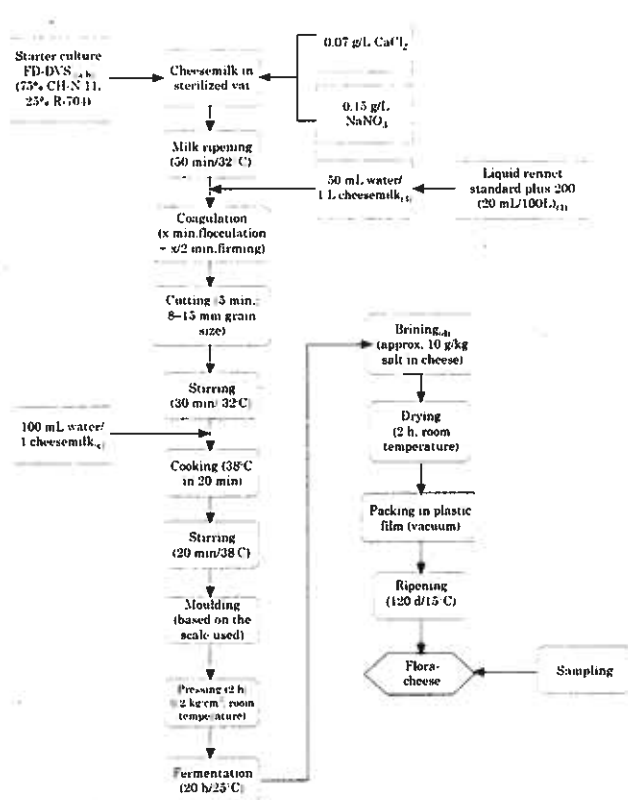 Starter culture
FD-DVS
(75% CH-N 11,
25% R-704)
Cheesemilk in
sterilized vat
0.07 g/L CaCl₂
0.15 g/L
NaNO₃
Milk ripening
(50 min/32°C)
50 mL water/
1 L cheesemilk
Liquid rennet
standard plus 200
(20 mL/100L)
Coagulation
(x min.flocculation
+ x/2 min.firming)
Cutting (5 min.
8–15 mm grain
size)
Stirring
(30 min/ 32°C)
100 mL water/
1 cheesemilk
Cooking (38°C
in 20 min)
Stirring
(20 min/38°C)
Moulding
(based on the
scale used)
Pressing (2 h
2 kg/cm², room
temperature)
Fermentation
(20 h/25°C)
Brining
(approx. 10 g/kg
salt in cheese)
Drying
(2 h, room
temperature)
Packing in plastic
film (vacuum)
Ripening
(120 d/15°C)
Flora-
cheese
Sampling